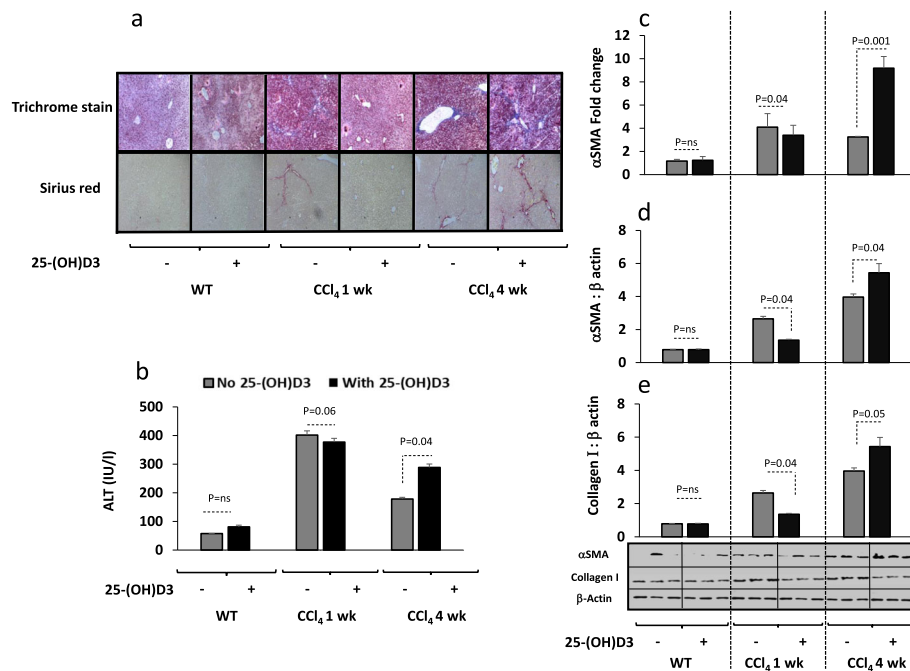 a
Trichrome stain
Sirius red
25-(OH)D3 - + - + - +
WT CCl₄ 1 wk CCl₄ 4 wk
b
No 25-(OH)D3 With 25-(OH)D3
ALT (IU/l)
500
400
300
200
100
0
P=ns
P=0.06
P=0.04
25-(OH)D3 - + - + - +
WT CCl₄ 1 wk CCl₄ 4 wk
c
αSMA Fold change
12
10
8
6
4
2
0
P=ns
P=0.04
P=0.001
d
αSMA : β actin
8
6
4
2
0
P=ns
P=0.04
P=0.04
e
Collagen I : β actin
8
6
4
2
0
P=ns
P=0.04
P=0.05
αSMA
Collagen I
β-Actin
25-(OH)D3 - + - + - +
WT CCl₄ 1 wk CCl₄ 4 wk